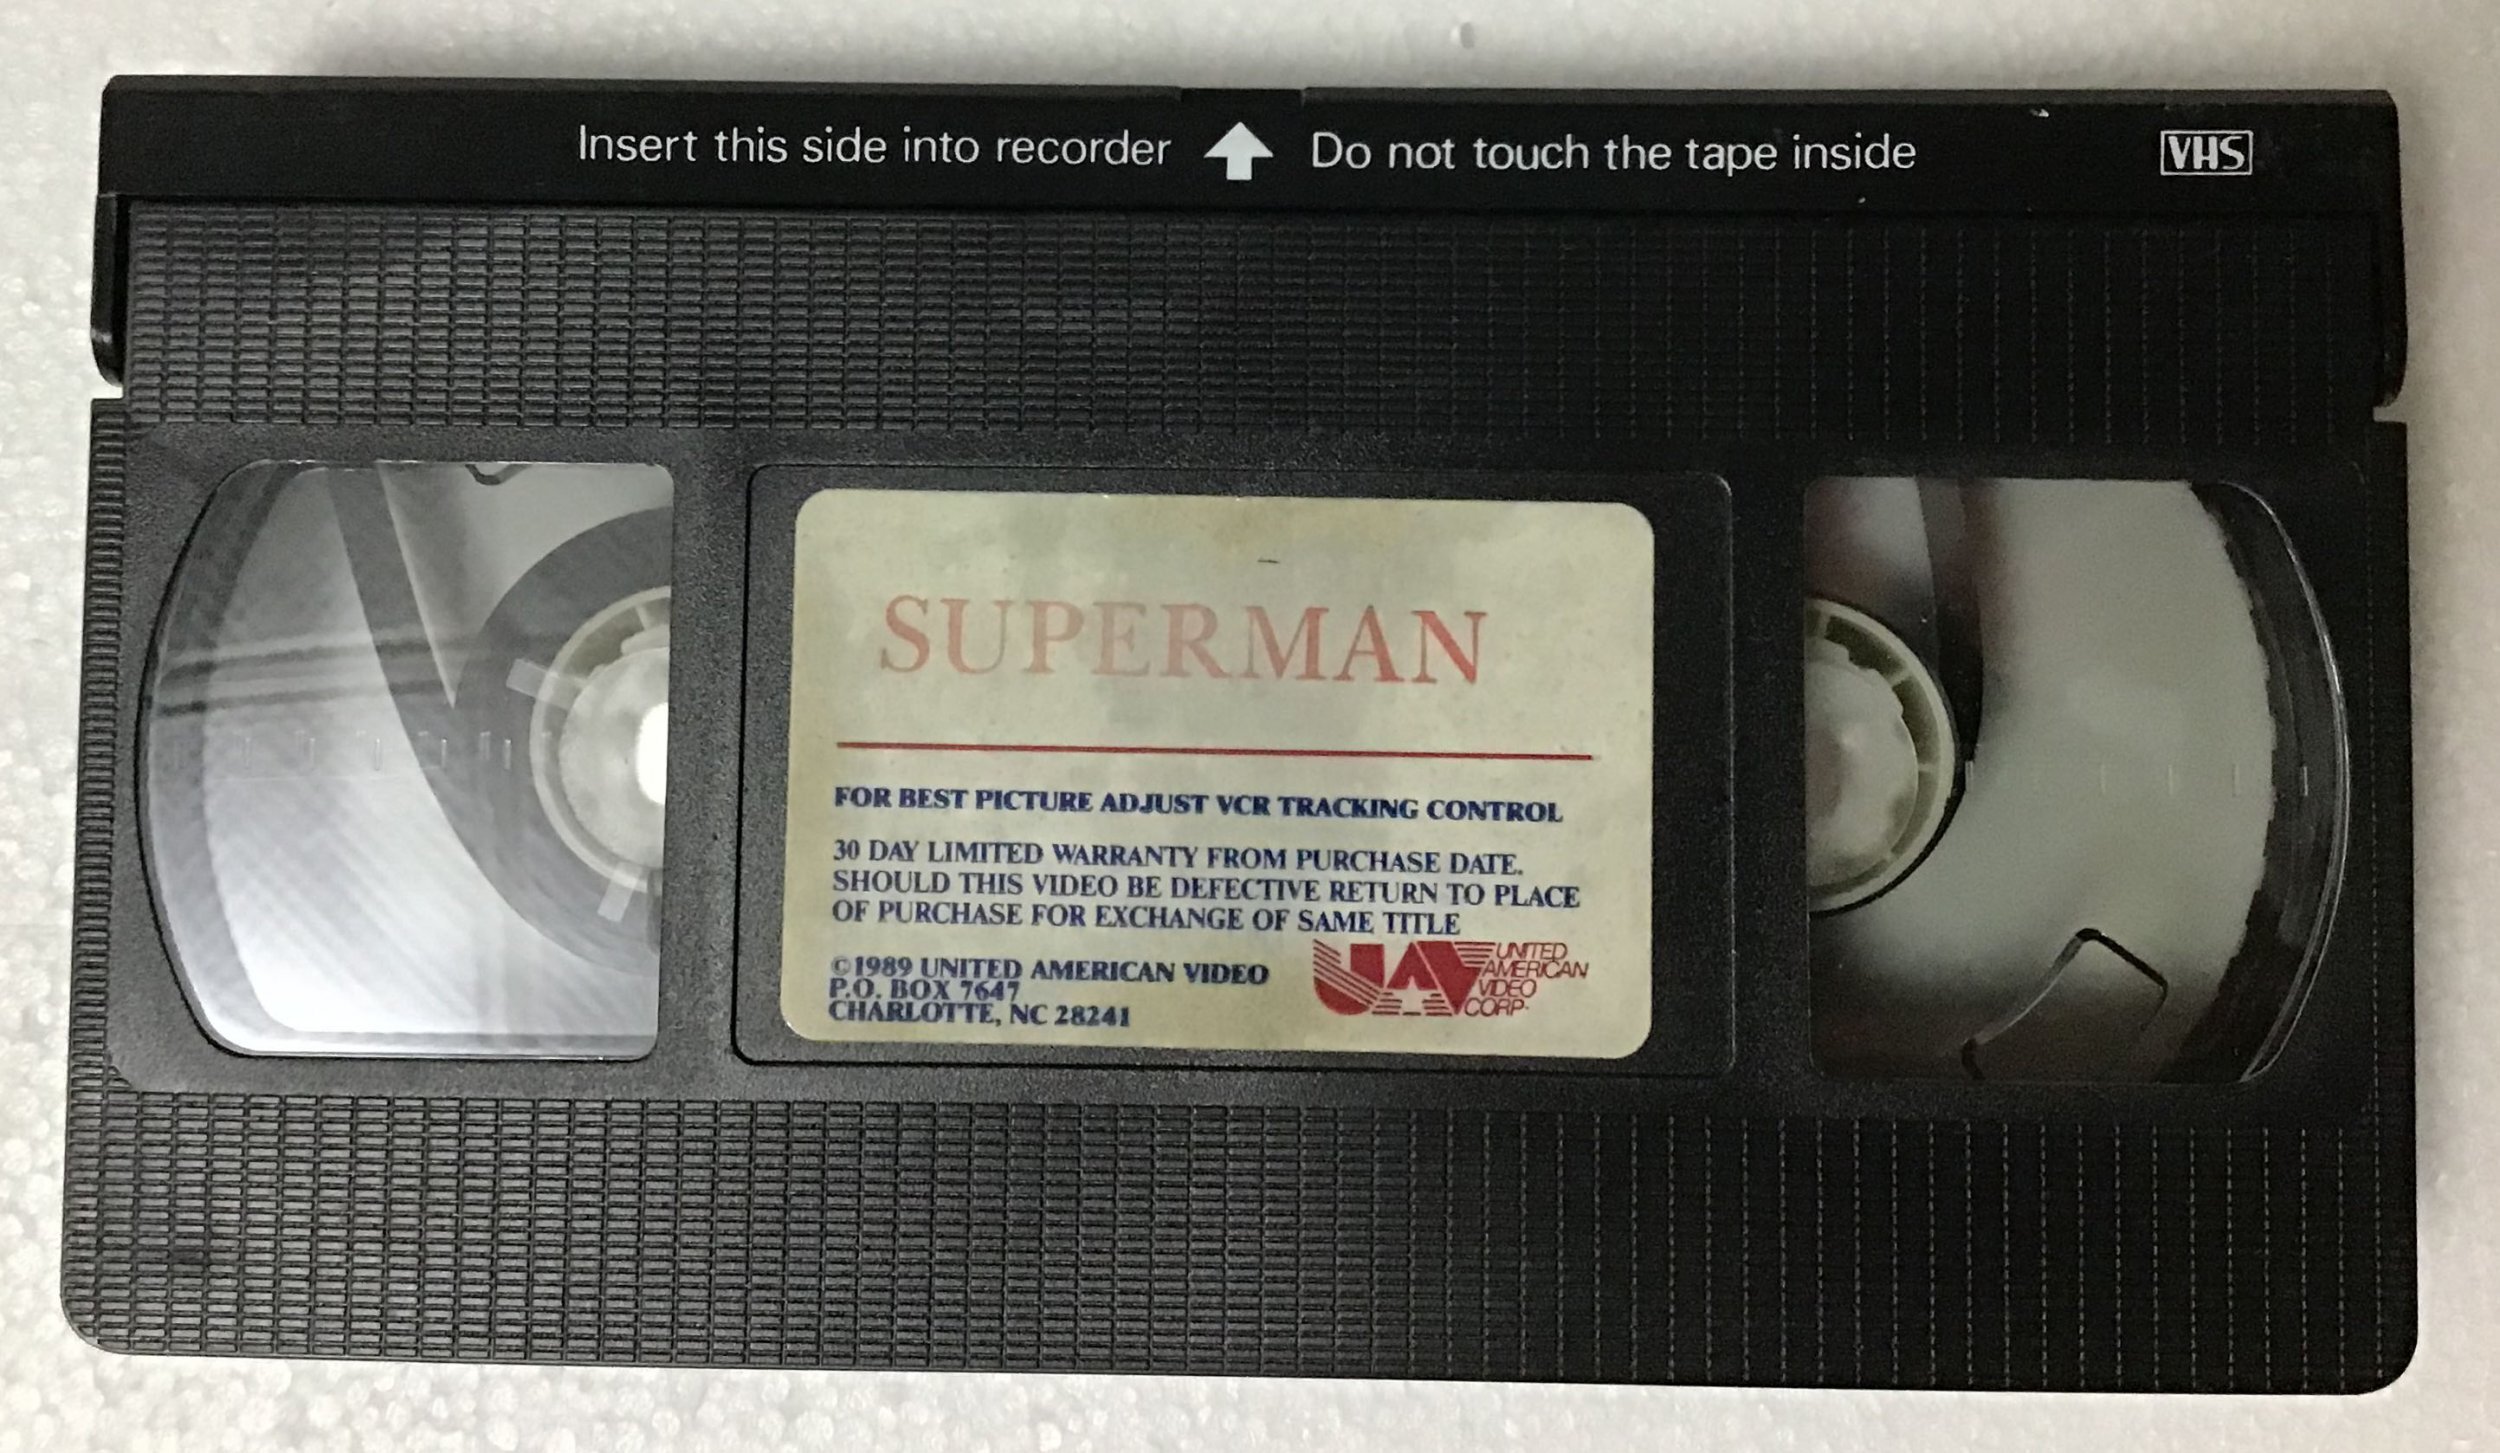 Insert this side into recorder Do not touch the tape inside VHS
SUPERMAN
FOR BEST PICTURE ADJUST VCR TRACKING CONTROL
30 DAY LIMITED WARRANTY FROM PURCHASE DATE.
SHOULD THIS VIDEO BE DEFECTIVE RETURN TO PLACE
OF PURCHASE FOR EXCHANGE OF SAME TITLE
©1989 UNITED AMERICAN VIDEO
P.O. BOX 7647
CHARLOTTE, NC 28241
UAV
UNITED
AMERICAN
VIDEO
CORP.